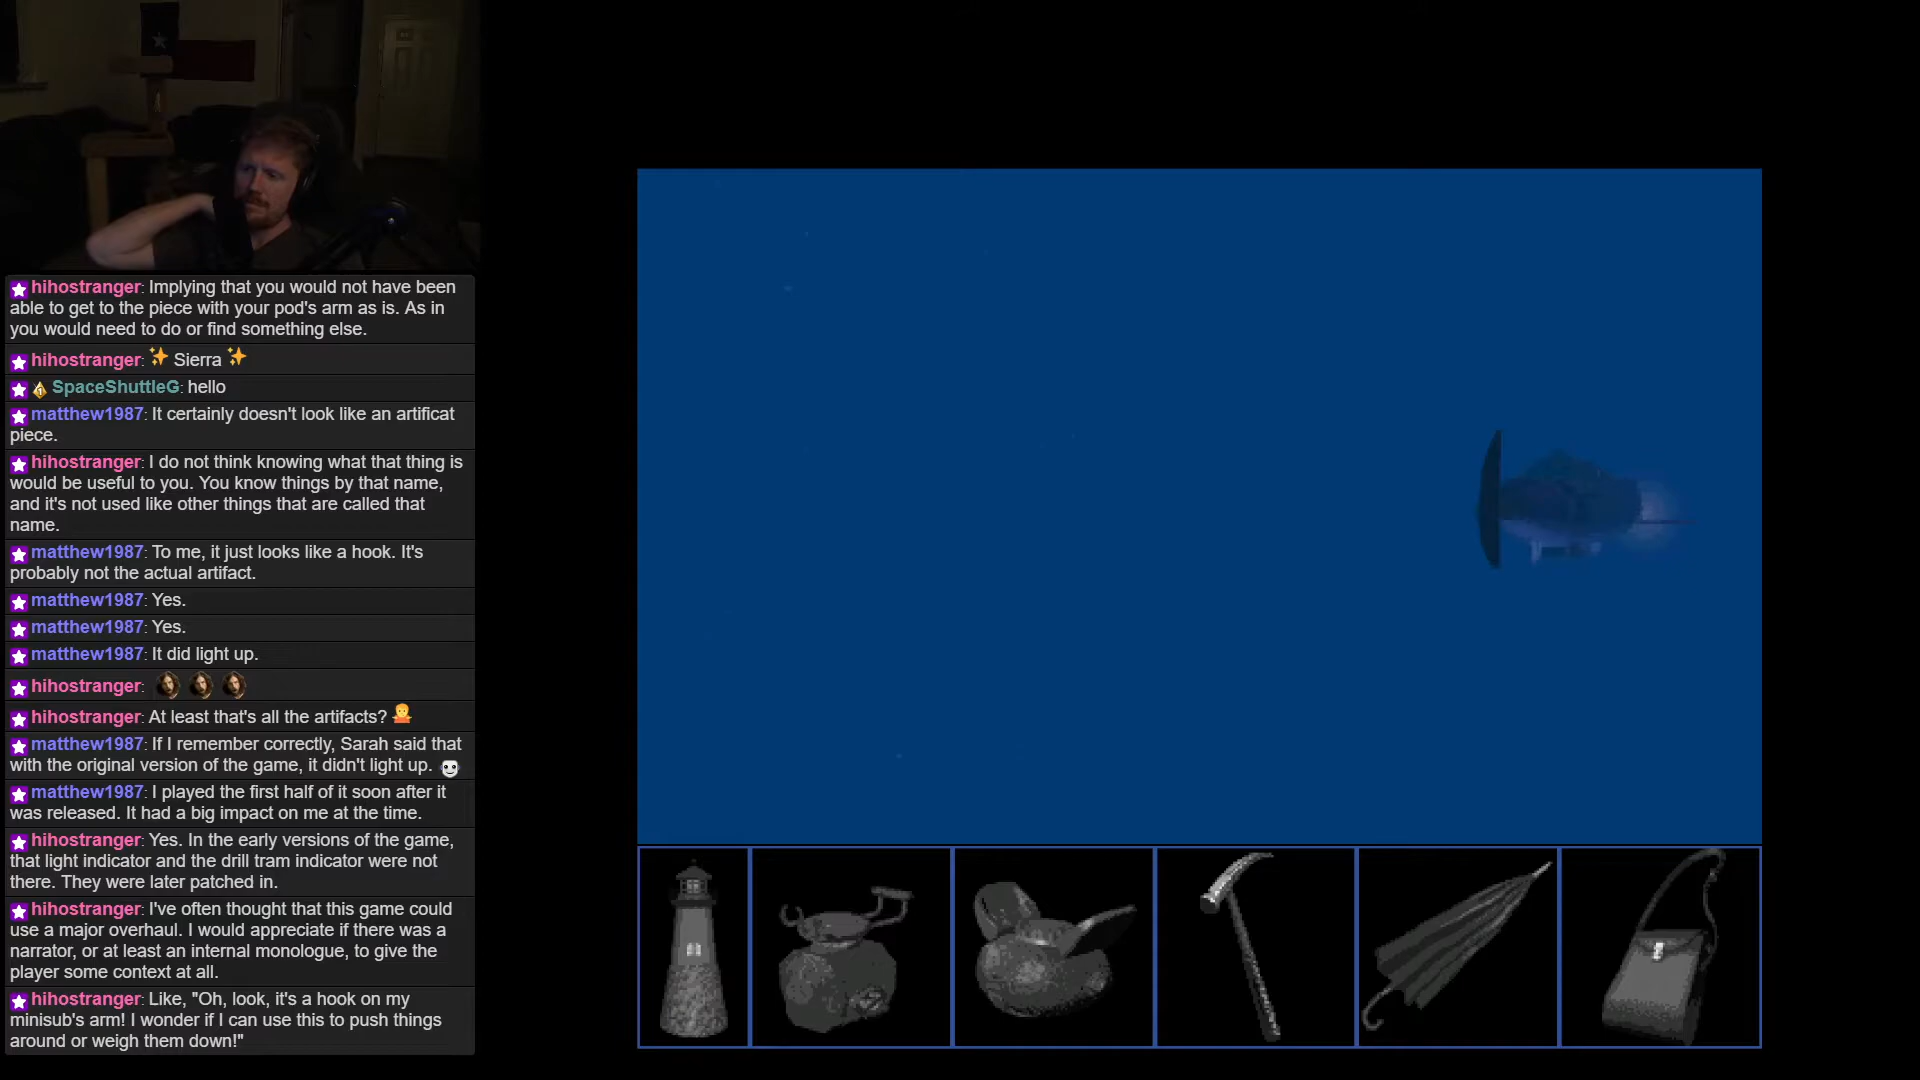 hihostranger: Implying that you would not have been
able to get to the piece with your pod's arm as is. As in
you would need to do or find something else.
hihostranger: ✨ Sierra ✨
SpaceShuttleG: hello
matthew1987: It certainly doesn't look like an artificat
piece.
hihostranger: I do not think knowing what that thing is
would be useful to you. You know things by that name,
and it's not used like other things that are called that
name.
matthew1987: To me, it just looks like a hook. It's
probably not the actual artifact.
matthew1987: Yes.
matthew1987: Yes.
matthew1987: It did light up.
hihostranger:
hihostranger: At least that's all the artifacts?
matthew1987: If I remember correctly, Sarah said that
with the original version of the game, it didn't light up.
matthew1987: I played the first half of it soon after it
was released. It had a big impact on me at the time.
hihostranger: Yes. In the early versions of the game,
that light indicator and the drill tram indicator were not
there. They were later patched in.
hihostranger: I've often thought that this game could
use a major overhaul. I would appreciate if there was a
narrator, or at least an internal monologue, to give the
player some context at all.
hihostranger: Like, "Oh, look, it's a hook on my
minisub's arm! I wonder if I can use this to push things
around or weigh them down!"